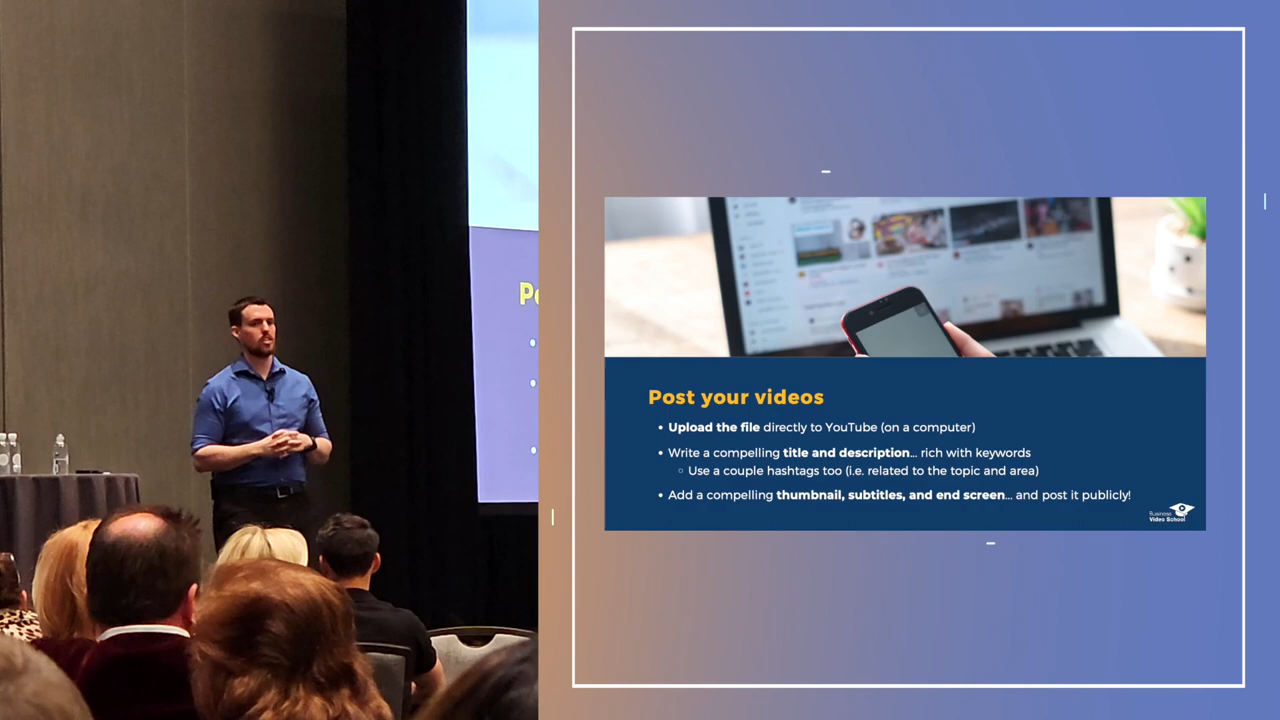 Po
Post your videos
• Upload the file directly to YouTube (on a computer)
• Write a compelling title and description... rich with keywords
○ Use a couple hashtags too (i.e. related to the topic and area)
• Add a compelling thumbnail, subtitles, and end screen... and post it publicly!
Business
Video School